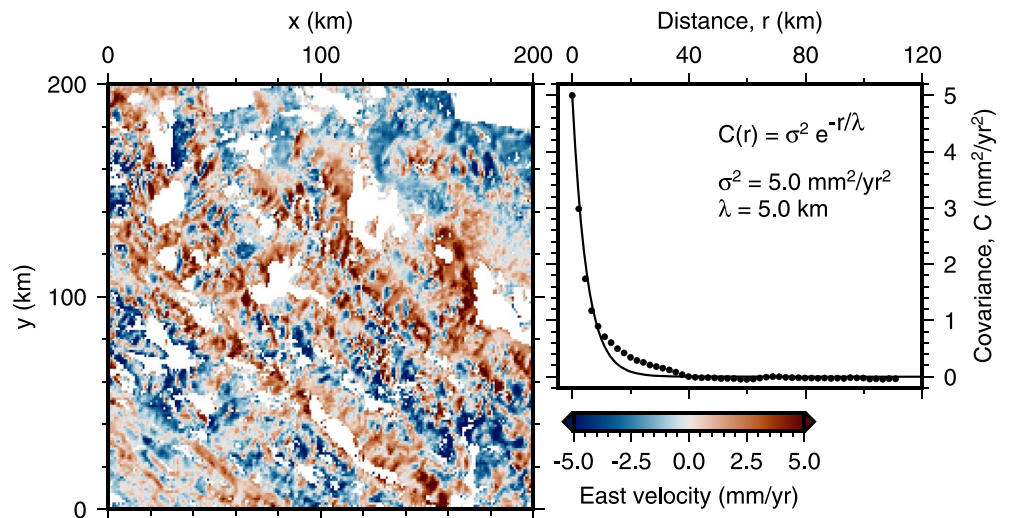 x (km)
0 100 200
y (km)
200
100
0
Distance, r (km)
0 40 80 120
C(r) = σ² e^-r/λ
σ² = 5.0 mm²/yr²
λ = 5.0 km
5
4
3
2
1
0
Covariance, C (mm²/yr²)
-5.0 -2.5 0.0 2.5 5.0
East velocity (mm/yr)